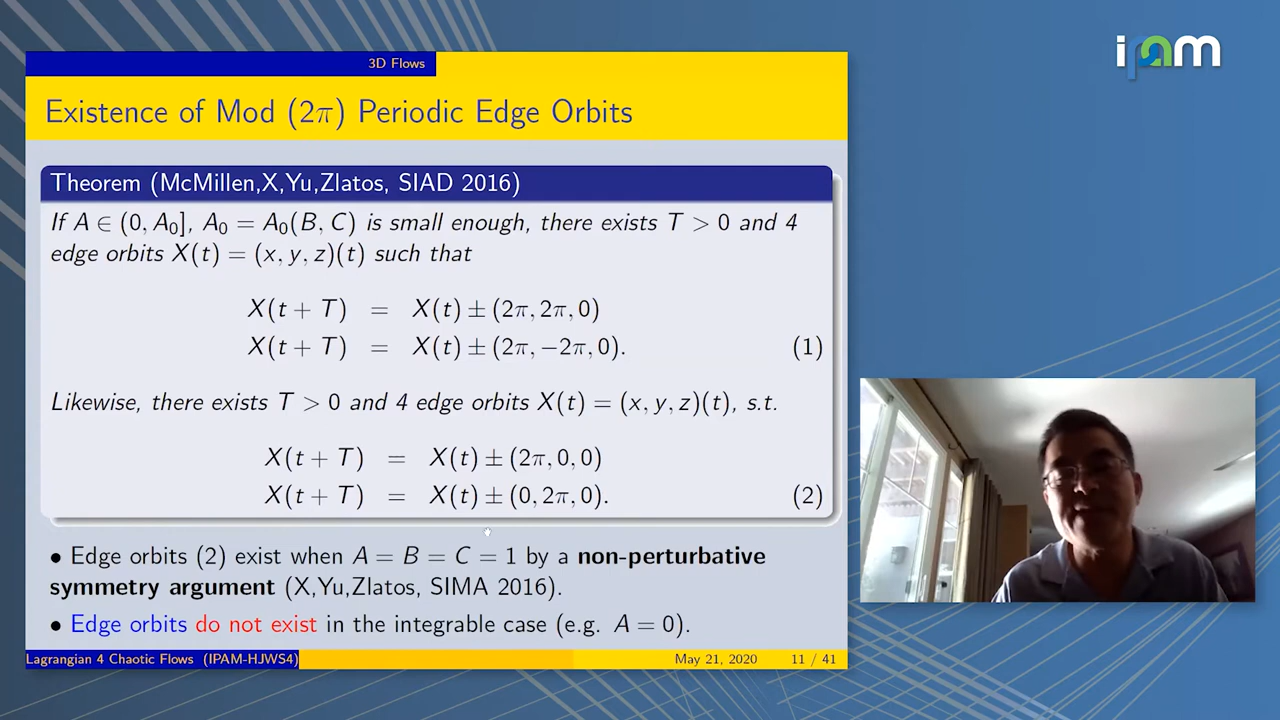 ipam
3D Flows
Existence of Mod (2π) Periodic Edge Orbits
Theorem (McMillen,X,Yu,Zlatos, SIAD 2016)
If A ∈ (0, A₀], A₀ = A₀(B, C) is small enough, there exists T > 0 and 4
edge orbits X(t) = (x, y, z)(t) such that
X(t + T) = X(t) ± (2π, 2π, 0)
X(t + T) = X(t) ± (2π, −2π, 0). (1)
Likewise, there exists T > 0 and 4 edge orbits X(t) = (x, y, z)(t), s.t.
X(t + T) = X(t) ± (2π, 0, 0)
X(t + T) = X(t) ± (0, 2π, 0). (2)
• Edge orbits (2) exist when A = B = C = 1 by a non-perturbative
symmetry argument (X,Yu,Zlatos, SIMA 2016).
• Edge orbits do not exist in the integrable case (e.g. A = 0).
Lagrangian 4 Chaotic Flows (IPAM-HJWS4) May 21, 2020 11 / 41